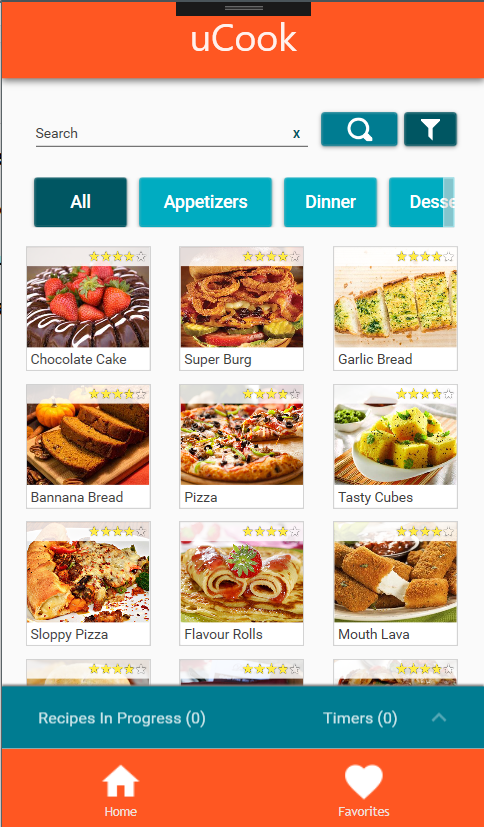 uCook
Search x
All Appetizers Dinner Desse
Chocolate Cake Super Burg Garlic Bread
Bannana Bread Pizza Tasty Cubes
Sloppy Pizza Flavour Rolls Mouth Lava
Recipes In Progress (0) Timers (0)
Home Favorites